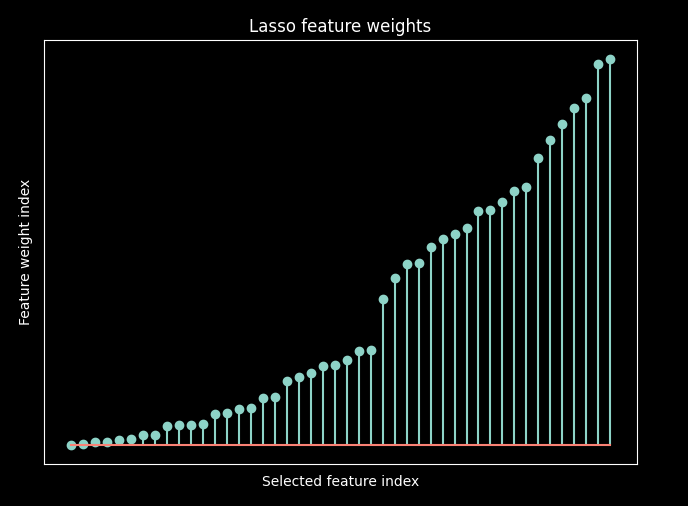 Lasso feature weights
Feature weight index
Selected feature index